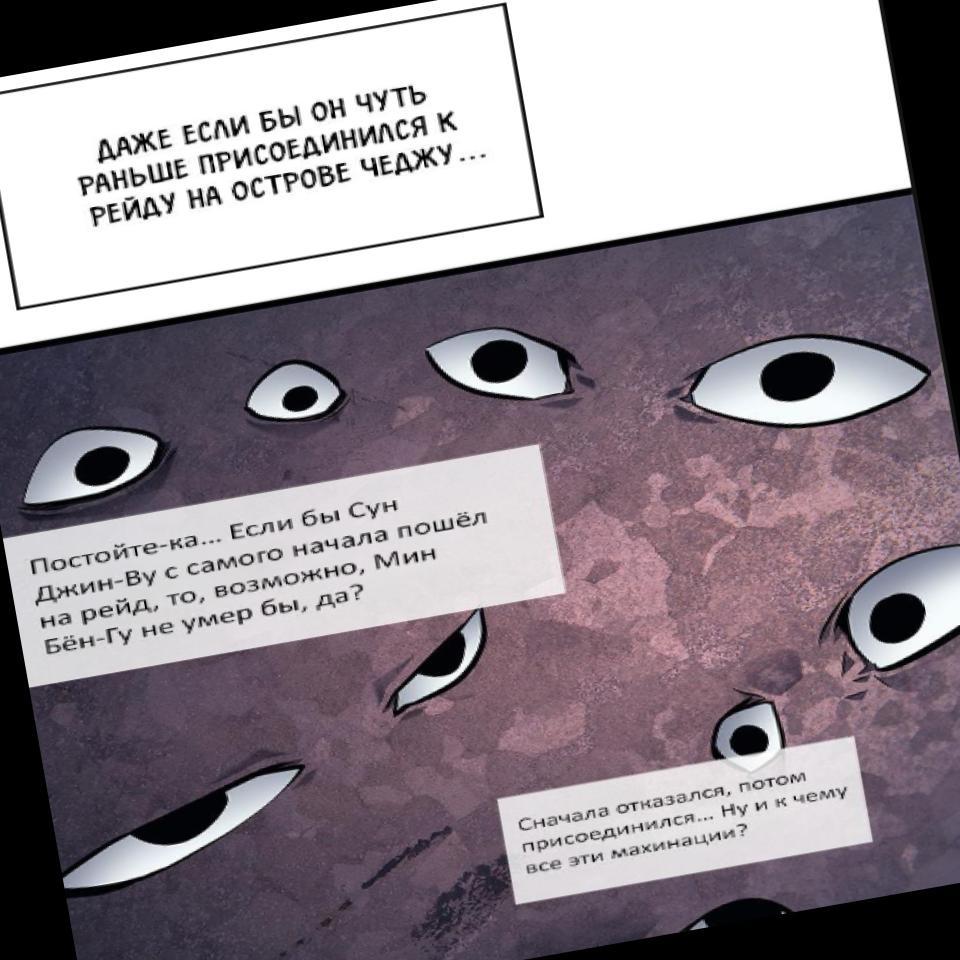 ДАЖЕ ЕСЛИ БЫ ОН ЧУТЬ
РАНЬШЕ ПРИСОЕДИНИЛСЯ К
РЕЙДУ НА ОСТРОВЕ ЧЕДЖУ...
Постойте-ка... Если бы Сун
Джин-Ву с самого начала пошёл
на рейд, то, возможно, Мин
Бён-Гу не умер бы, да?
Сначала отказался, потом
присоединился... Ну и к чему
все эти махинации?